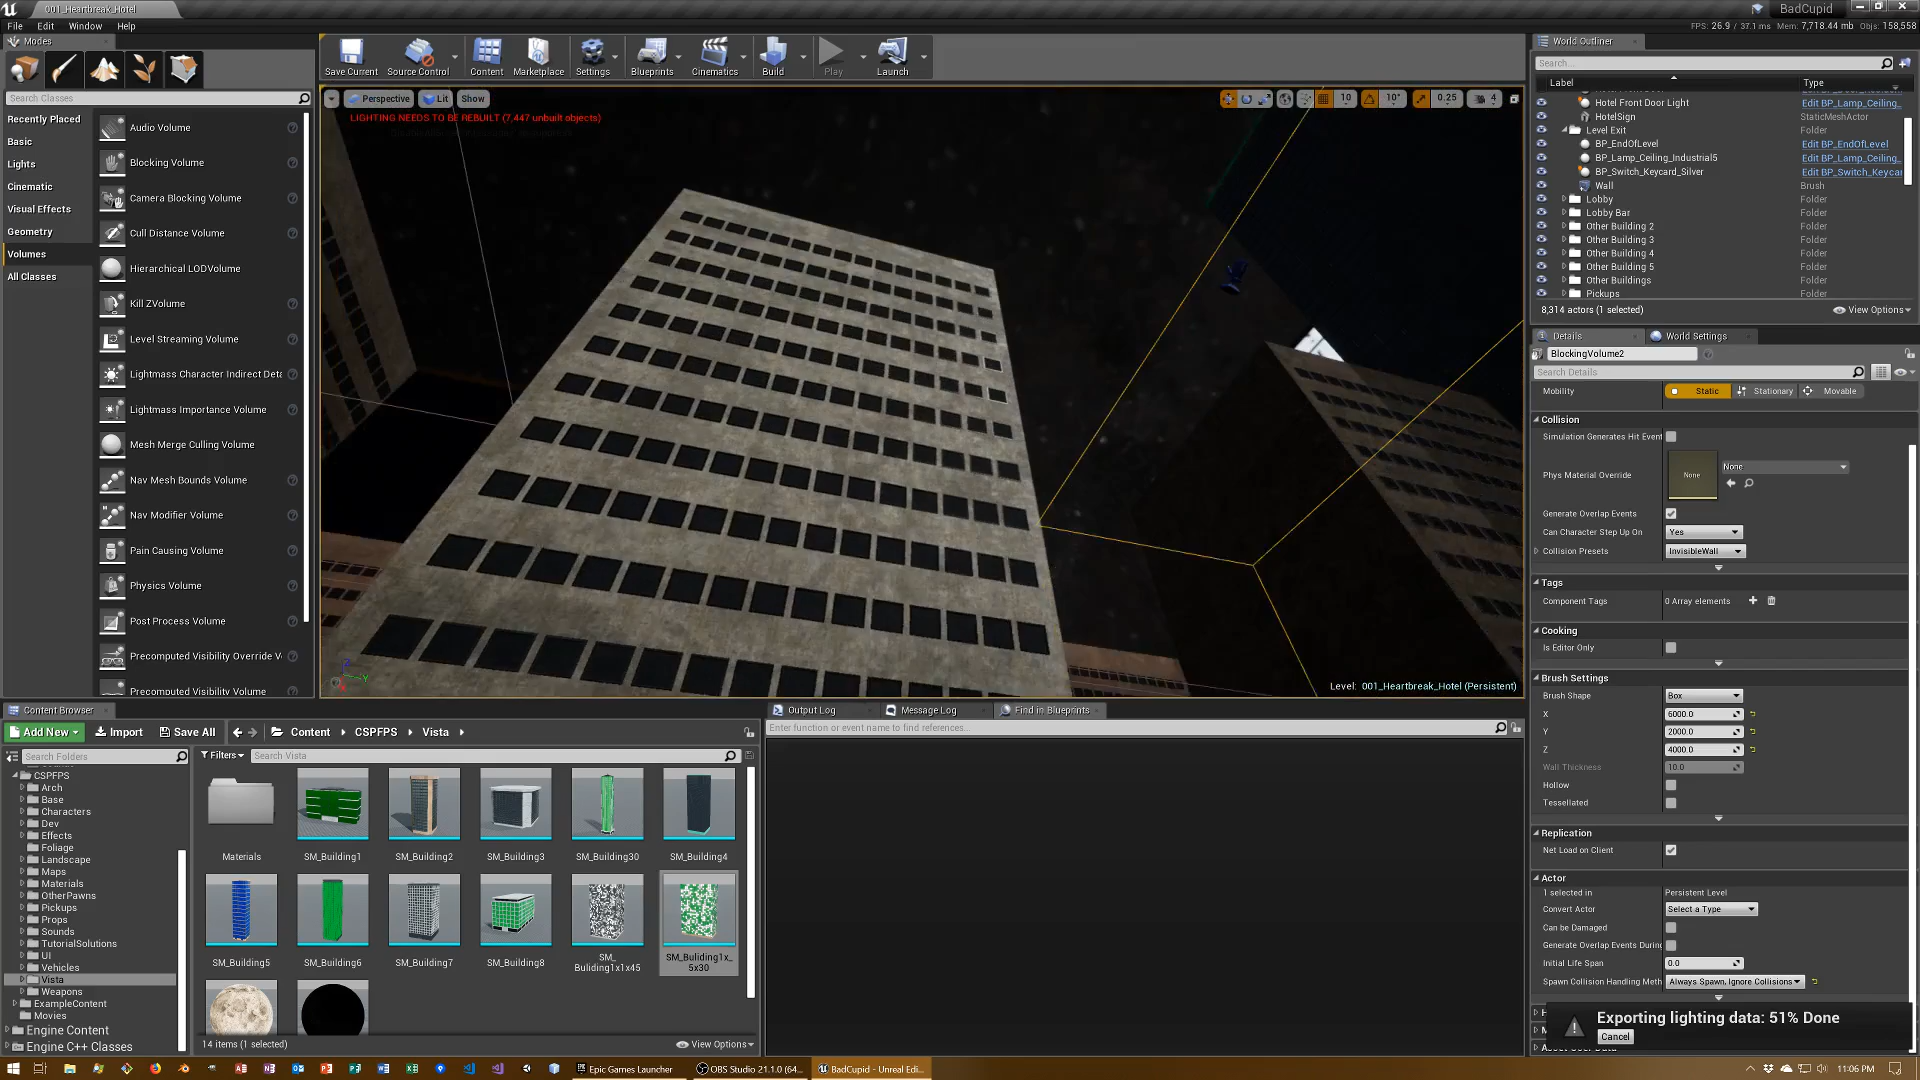 001_Heartbreak_Hotel
BadCupid
File Edit Window Help
FPS: 26.9 / 37.1 ms Mem: 7,718.44 mb Objs: 158,558
Modes
Search Classes
Recently Placed
Basic
Lights
Cinematic
Visual Effects
Geometry
Volumes
All Classes
Audio Volume
Blocking Volume
Camera Blocking Volume
Cull Distance Volume
Hierarchical LODVolume
Kill ZVolume
Level Streaming Volume
Lightmass Character Indirect Deta
Lightmass Importance Volume
Mesh Merge Culling Volume
Nav Mesh Bounds Volume
Nav Modifier Volume
Pain Causing Volume
Physics Volume
Post Process Volume
Precomputed Visibility Override Vo
Precomputed Visibility Volume
Save Current Source Control Content Marketplace Settings Blueprints Cinematics Build Play Launch
Perspective Lit Show
10 10° 0.25 4
LIGHTING NEEDS TO BE REBUILT (7,447 unbuilt objects)
Z
Y
Level: 001_Heartbreak_Hotel (Persistent)
World Outliner
Search...
Label Type
Hotel Front Door Light Edit BP_Lamp_Ceiling_
HotelSign StaticMeshActor
Level Exit Folder
BP_EndOfLevel Edit BP_EndOfLevel
BP_Lamp_Ceiling_Industrial5 Edit BP_Lamp_Ceiling_
BP_Switch_Keycard_Silver Edit BP_Switch_Keycar
Wall Brush
Lobby Folder
Lobby Bar Folder
Other Building 2 Folder
Other Building 3 Folder
Other Building 4 Folder
Other Building 5 Folder
Other Buildings Folder
Pickups Folder
8,314 actors (1 selected) View Options
Details World Settings
BlockingVolume2
Search Details
Mobility Static Stationary Movable
Collision
Simulation Generates Hit Event
Phys Material Override None None
Generate Overlap Events
Can Character Step Up On Yes
Collision Presets InvisibleWall
Tags
Component Tags 0 Array elements
Cooking
Is Editor Only
Brush Settings
Brush Shape Box
X 6000.0
Y 2000.0
Z 4000.0
Wall Thickness 10.0
Hollow
Tessellated
Replication
Net Load on Client
Actor
1 selected in Persistent Level
Convert Actor Select a Type
Can be Damaged
Generate Overlap Events During
Initial Life Span 0.0
Spawn Collision Handling Meth Always Spawn, Ignore Collisions
Exporting lighting data: 51% Done
Cancel
Content Browser
Add New Import Save All Content CSPFPS Vista
Search Folders
Filters Search Vista
CSPFPS
Arch
Base
Characters
Dev
Effects
Foliage
Landscape
Maps
Materials
OtherPawns
Pickups
Props
Sounds
TutorialSolutions
UI
Vehicles
Vista
Weapons
ExampleContent
Movies
Engine Content
Engine C++ Classes
Materials SM_Building1 SM_Building2 SM_Building3 SM_Building30 SM_Building4
SM_Building5 SM_Building6 SM_Building7 SM_Building8 SM_
Buliding1x1x45 SM_Buliding1x_
5x30
14 items (1 selected) View Options
Output Log Message Log Find in Blueprints
Enter function or event name to find references...
Epic Games Launcher OBS Studio 21.1.0 (64... BadCupid - Unreal Edi... 11:06 PM